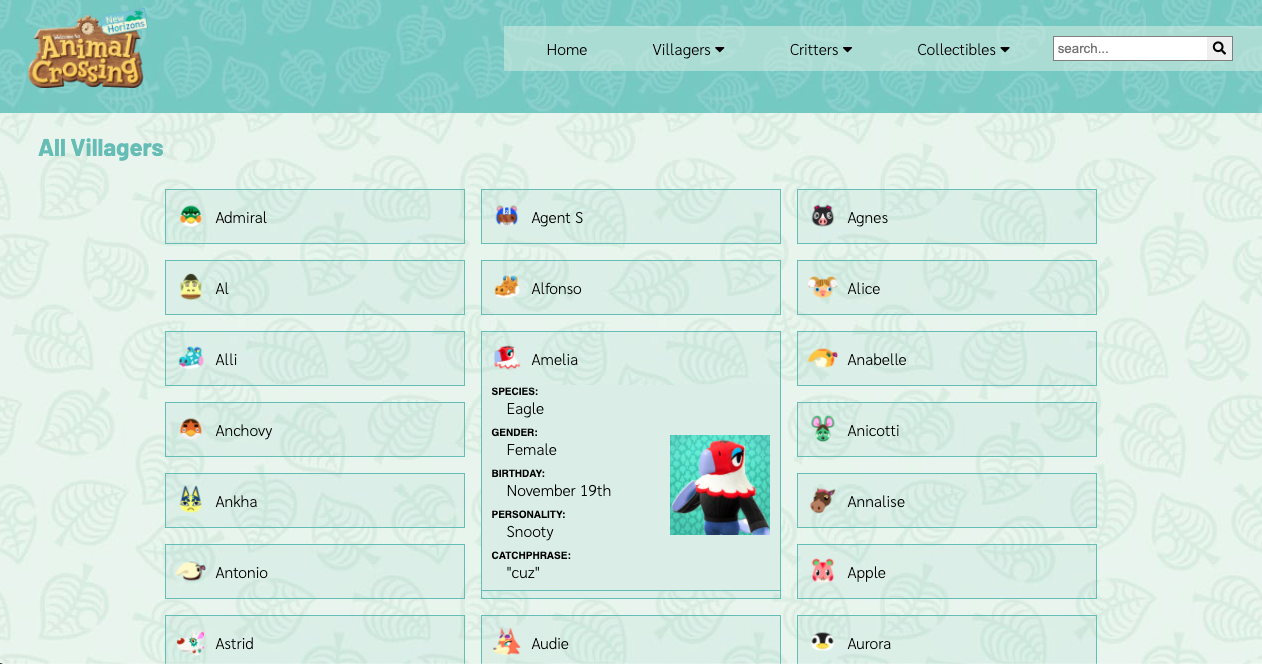 New
Horizons
Welcome to
Animal
Crossing
Home
Villagers
Critters
Collectibles
search...
All Villagers
Admiral
Agent S
Agnes
Al
Alfonso
Alice
Alli
Amelia
Anabelle
SPECIES:
Eagle
GENDER:
Female
BIRTHDAY:
November 19th
PERSONALITY:
Snooty
CATCHPHRASE:
"cuz"
Anchovy
Anicotti
Ankha
Annalise
Antonio
Apple
Astrid
Audie
Aurora